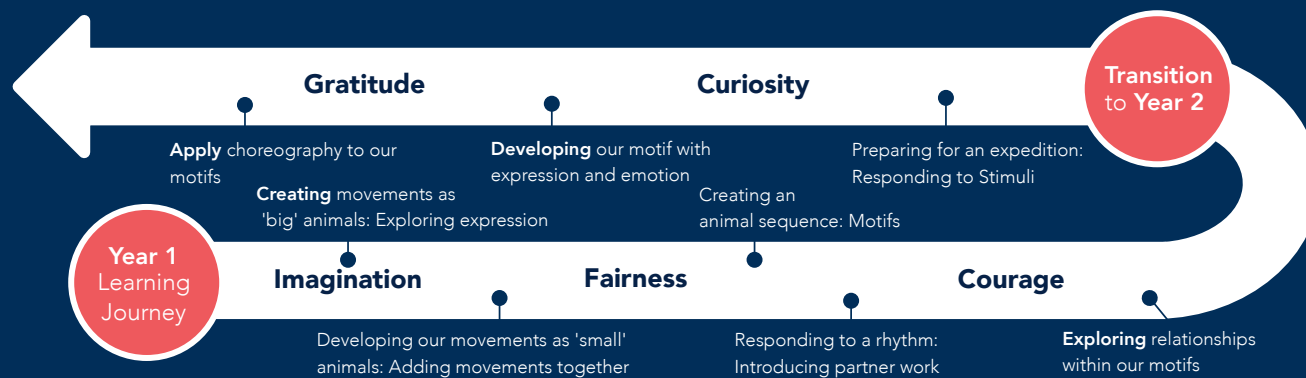 Gratitude
Curiosity
Transition
to Year 2
Apply choreography to our
motifs
Developing our motif with
expression and emotion
Preparing for an expedition:
Responding to Stimuli
Creating movements as
'big' animals: Exploring expression
Creating an
animal sequence: Motifs
Year 1
Learning
Journey
Imagination
Fairness
Courage
Developing our movements as 'small'
animals: Adding movements together
Responding to a rhythm:
Introducing partner work
Exploring relationships
within our motifs